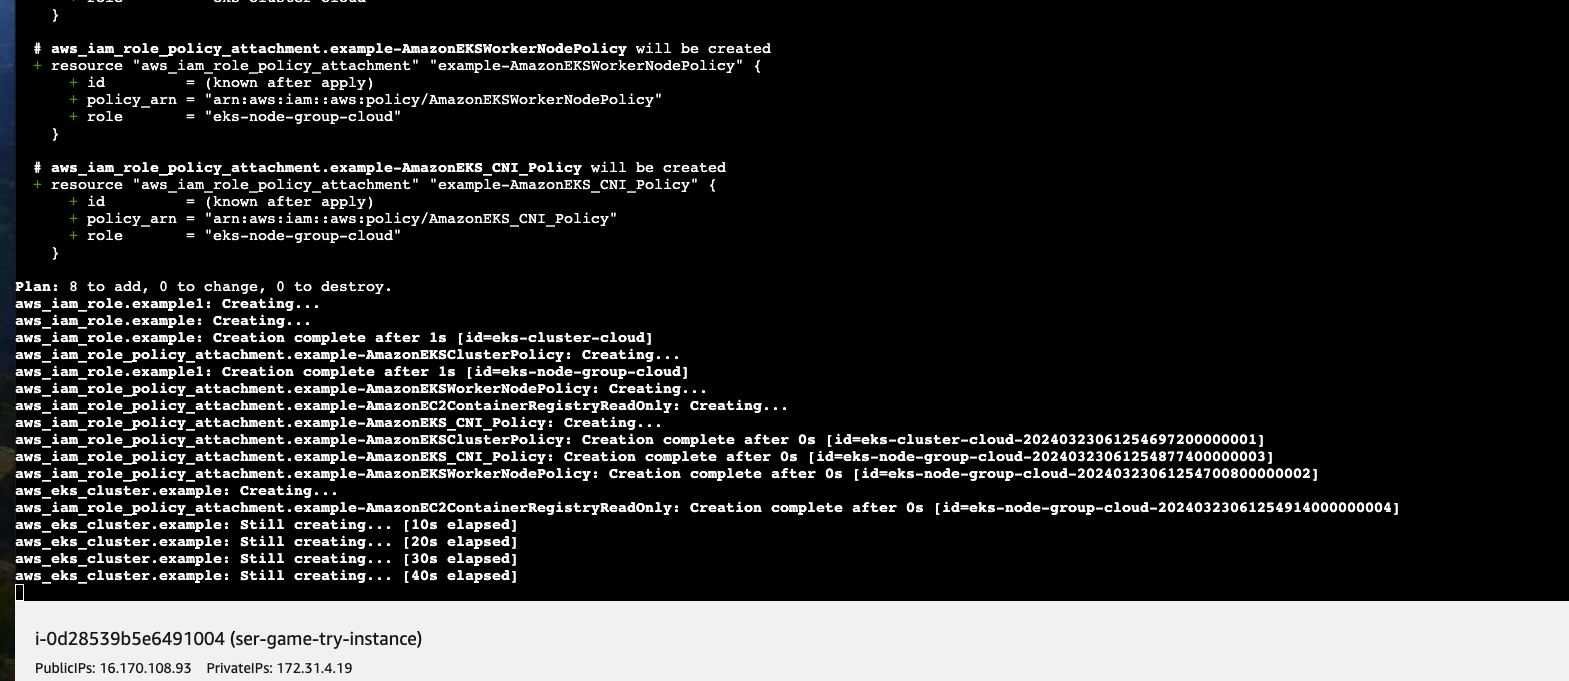 }
# aws_iam_role_policy_attachment.example-AmazonEKSWorkerNodePolicy will be created
+ resource "aws_iam_role_policy_attachment" "example-AmazonEKSWorkerNodePolicy" {
+ id         = (known after apply)
+ policy_arn = "arn:aws:iam::aws:policy/AmazonEKSWorkerNodePolicy"
+ role       = "eks-node-group-cloud"
}
# aws_iam_role_policy_attachment.example-AmazonEKS_CNI_Policy will be created
+ resource "aws_iam_role_policy_attachment" "example-AmazonEKS_CNI_Policy" {
+ id         = (known after apply)
+ policy_arn = "arn:aws:iam::aws:policy/AmazonEKS_CNI_Policy"
+ role       = "eks-node-group-cloud"
}
Plan: 8 to add, 0 to change, 0 to destroy.
aws_iam_role.example1: Creating...
aws_iam_role.example: Creating...
aws_iam_role.example: Creation complete after 1s [id=eks-cluster-cloud]
aws_iam_role_policy_attachment.example-AmazonEKSClusterPolicy: Creating...
aws_iam_role.example1: Creation complete after 1s [id=eks-node-group-cloud]
aws_iam_role_policy_attachment.example-AmazonEKSWorkerNodePolicy: Creating...
aws_iam_role_policy_attachment.example-AmazonEC2ContainerRegistryReadOnly: Creating...
aws_iam_role_policy_attachment.example-AmazonEKS_CNI_Policy: Creating...
aws_iam_role_policy_attachment.example-AmazonEKSClusterPolicy: Creation complete after 0s [id=eks-cluster-cloud-20240323061254697200000001]
aws_iam_role_policy_attachment.example-AmazonEKS_CNI_Policy: Creation complete after 0s [id=eks-node-group-cloud-20240323061254877400000003]
aws_iam_role_policy_attachment.example-AmazonEKSWorkerNodePolicy: Creation complete after 0s [id=eks-node-group-cloud-20240323061254700800000002]
aws_eks_cluster.example: Creating...
aws_iam_role_policy_attachment.example-AmazonEC2ContainerRegistryReadOnly: Creation complete after 0s [id=eks-node-group-cloud-20240323061254914000000004]
aws_eks_cluster.example: Still creating... [10s elapsed]
aws_eks_cluster.example: Still creating... [20s elapsed]
aws_eks_cluster.example: Still creating... [30s elapsed]
aws_eks_cluster.example: Still creating... [40s elapsed]
i-0d28539b5e6491004 (ser-game-try-instance)
PublicIPs: 16.170.108.93 PrivateIPs: 172.31.4.19